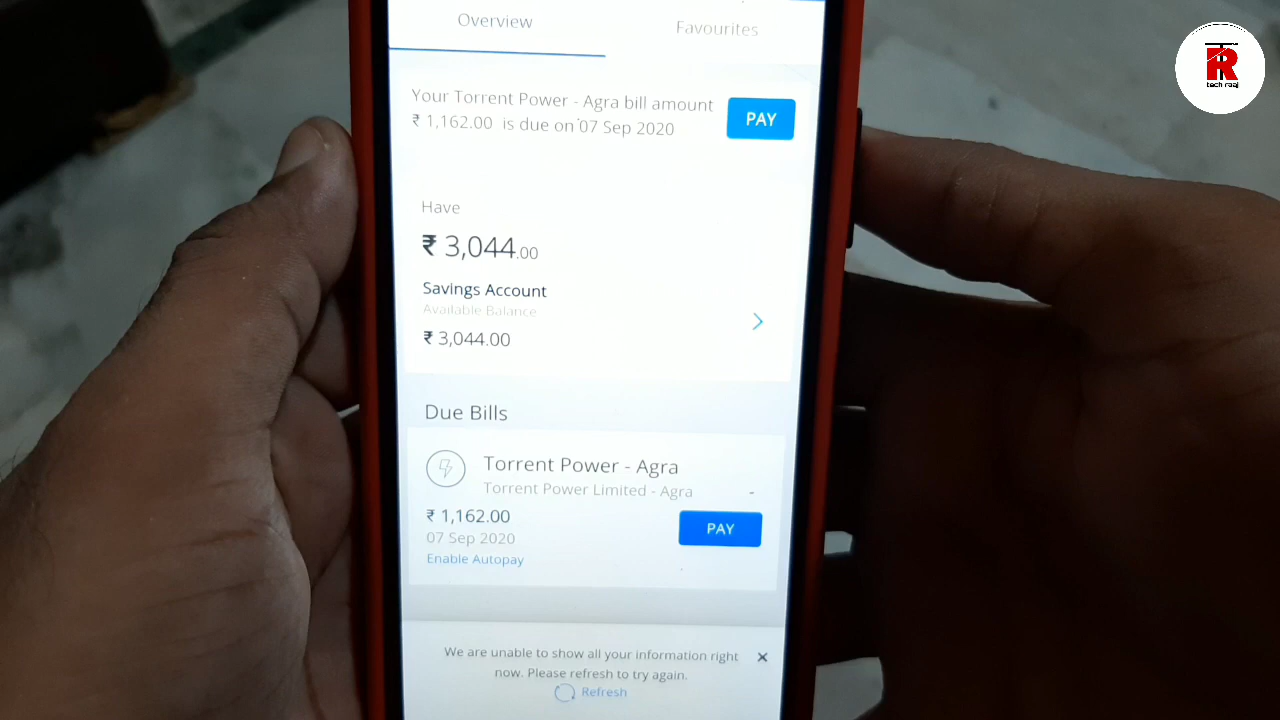 Overview
Favourites
Your Torrent Power - Agra bill amount
₹ 1,162.00 is due on 07 Sep 2020
PAY
Have
₹ 3,044.00
Savings Account
Available Balance
₹ 3,044.00
Due Bills
Torrent Power - Agra
Torrent Power Limited - Agra
₹ 1,162.00
07 Sep 2020
Enable Autopay
PAY
We are unable to show all your information right
now. Please refresh to try again.
Refresh
TR
tech raaj